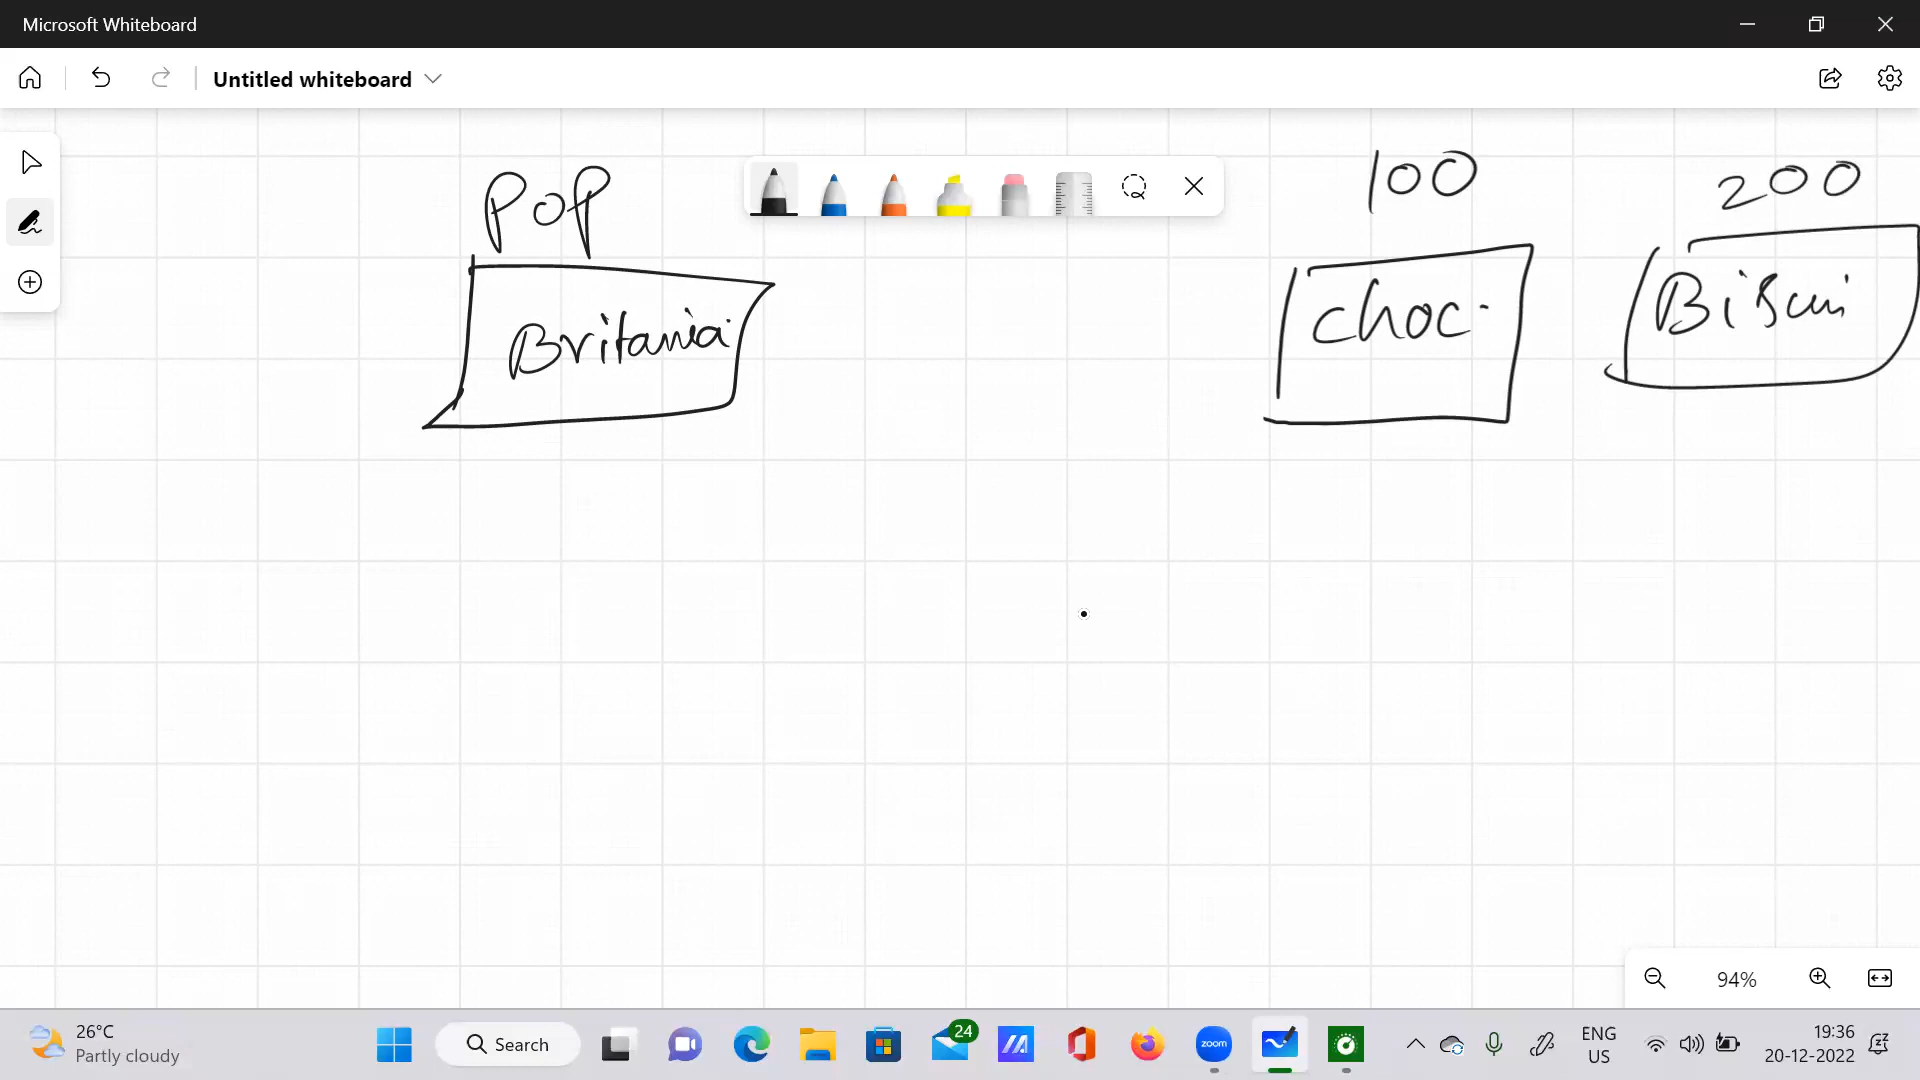 Microsoft Whiteboard
Untitled whiteboard
POP
100
200
Britania
choc.
Biscui
94%
26°C
Partly cloudy
Search
24
zoom
ENG
US
19:36
20-12-2022